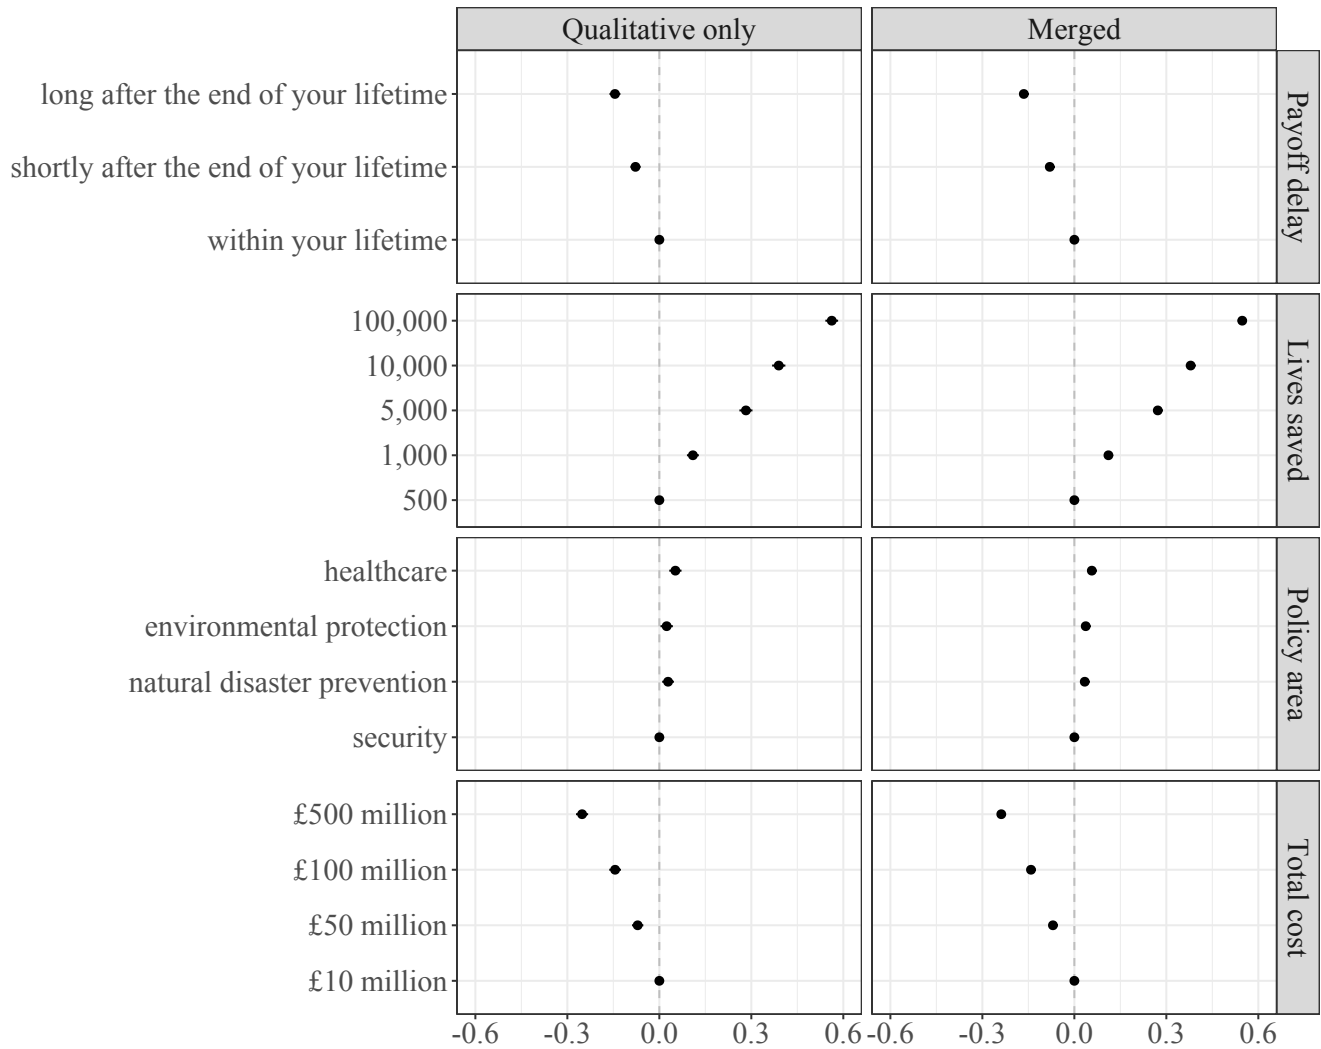 Qualitative only
Merged
long after the end of your lifetime
shortly after the end of your lifetime
within your lifetime
Payoff delay
100,000
10,000
5,000
1,000
500
Lives saved
healthcare
environmental protection
natural disaster prevention
security
Policy area
£500 million
£100 million
£50 million
£10 million
Total cost
-0.6 -0.3 0.0 0.3 0.6 -0.6 -0.3 0.0 0.3 0.6